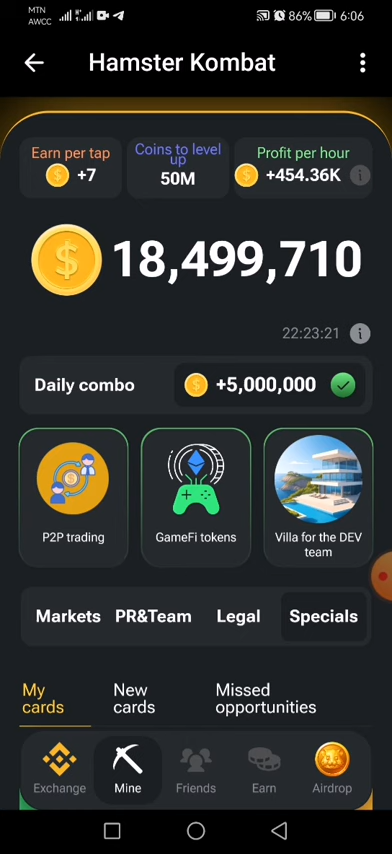 MTN
AWCC
86%
6:06
Hamster Kombat
Earn per tap
+7
Coins to level
up
50M
Profit per hour
+454.36K
18,499,710
22:23:21
Daily combo
+5,000,000
P2P trading
GameFi tokens
Villa for the DEV
team
Markets
PR&Team
Legal
Specials
My
cards
New
cards
Missed
opportunities
Exchange
Mine
Friends
Earn
Airdrop